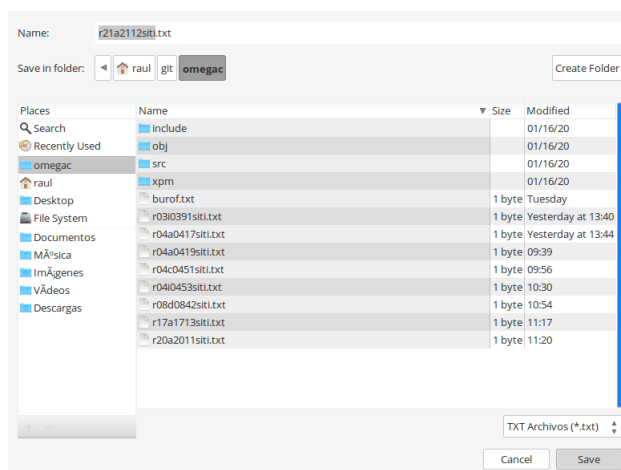 Name: r21a2112siti.txt
Save in folder: raul git omegac Create Folder
Places Name Size Modified
Search include 01/16/20
Recently Used obj 01/16/20
omegac src 01/16/20
raul xpm 01/16/20
Desktop burof.txt 1 byte Tuesday
File System r03i0391siti.txt 1 byte Yesterday at 13:40
Documentos r04a0417siti.txt 1 byte Yesterday at 13:44
MÃºsica r04a0419siti.txt 1 byte 09:39
ImÃ¡genes r04c0451siti.txt 1 byte 09:56
VÃ­deos r04i0453siti.txt 1 byte 10:30
Descargas r08d0842siti.txt 1 byte 10:54
r17a1713siti.txt 1 byte 11:17
r20a2011siti.txt 1 byte 11:20
TXT Archivos (*.txt)
Cancel Save